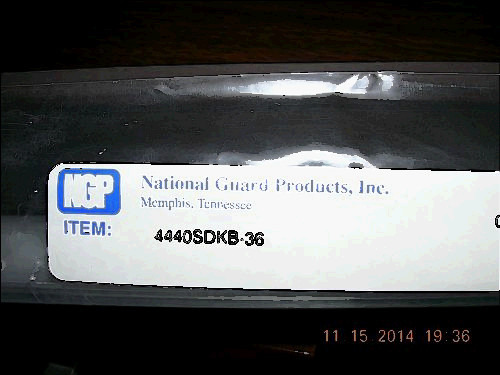 NGP
National Guard Products, Inc.
Memphis, Tennessee
ITEM:
4440SDKB-36
11 15 2014 19:36